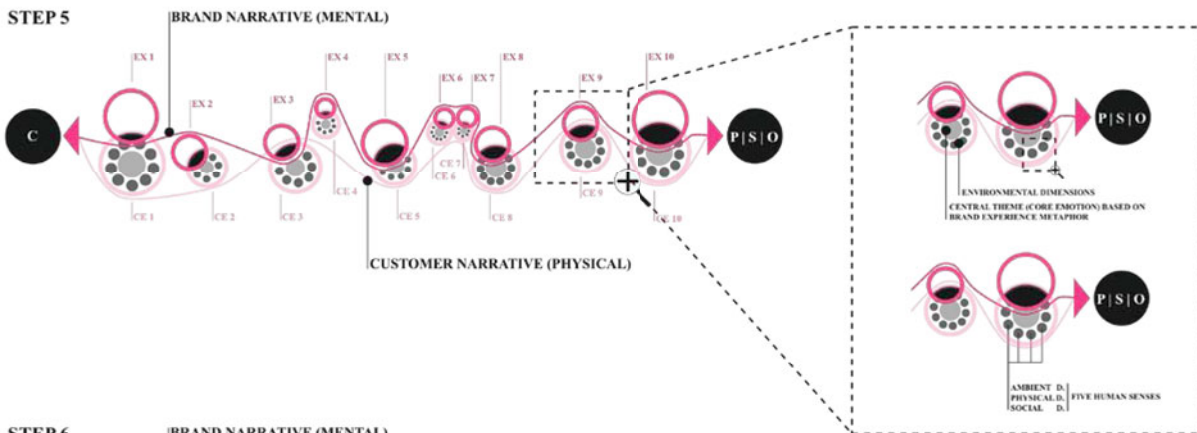 STEP 5
BRAND NARRATIVE (MENTAL)
EX 1
EX 2
EX 3
EX 4
EX 5
EX 6
EX 7
EX 8
EX 9
EX 10
C
P | S | O
CE 1
CE 2
CE 3
CE 4
CE 5
CE 6
CE 7
CE 8
CE 9
CE 10
CUSTOMER NARRATIVE (PHYSICAL)
P | S | O
ENVIRONMENTAL DIMENSIONS
CENTRAL THEME (CORE EMOTION) BASED ON
BRAND EXPERIENCE METAPHOR
P | S | O
AMBIENT D.
PHYSICAL D. FIVE HUMAN SENSES
SOCIAL D.
STEP 6
BRAND NARRATIVE (MENTAL)